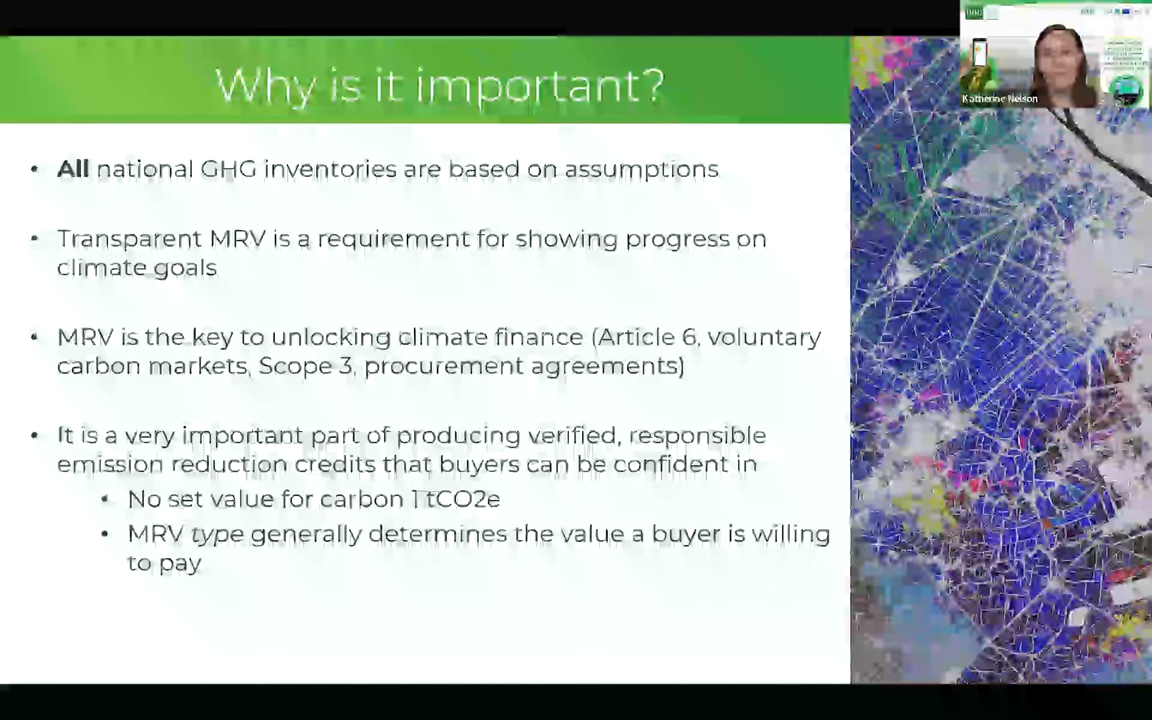 Why is it important?
Katherine Nelson
• All national GHG inventories are based on assumptions
• Transparent MRV is a requirement for showing progress on
climate goals
• MRV is the key to unlocking climate finance (Article 6, voluntary
carbon markets, Scope 3, procurement agreements)
• It is a very important part of producing verified, responsible
emission reduction credits that buyers can be confident in
• No set value for carbon 1 tCO2e
• MRV type generally determines the value a buyer is willing
to pay